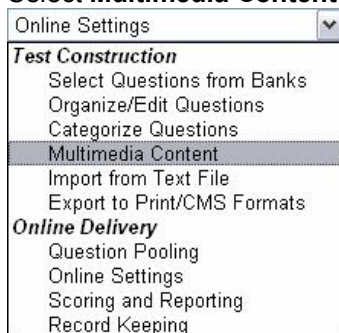 Select Multimedia Content
Online Settings
Test Construction
Select Questions from Banks
Organize/Edit Questions
Categorize Questions
Multimedia Content
Import from Text File
Export to Print/CMS Formats
Online Delivery
Question Pooling
Online Settings
Scoring and Reporting
Record Keeping